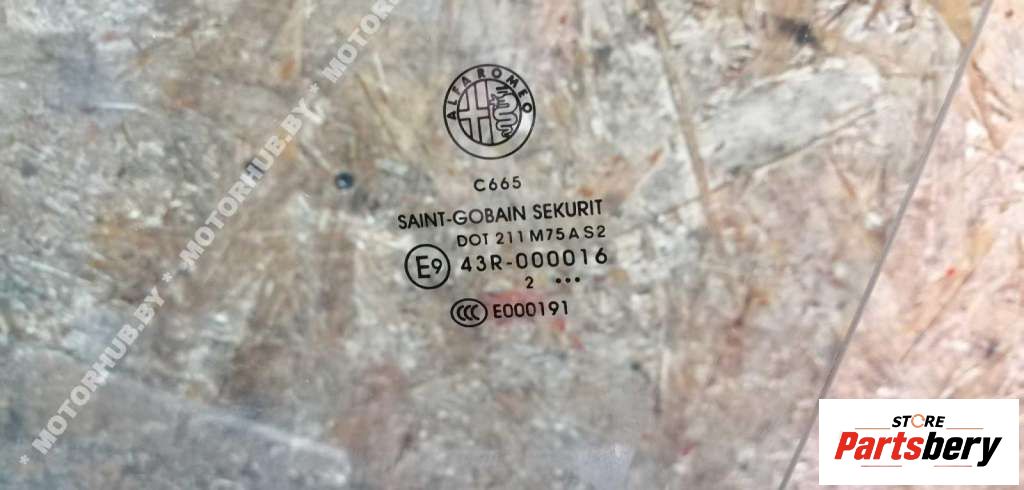 ALFA ROMEO
C665
SAINT-GOBAIN SEKURIT
DOT 211 M75 A S2
E9 43R-000016
2 •••
CCC E000191
* MOTORHUB.BY * MOTORHUB.BY * MOTORHUB.BY
STORE
Partsbery